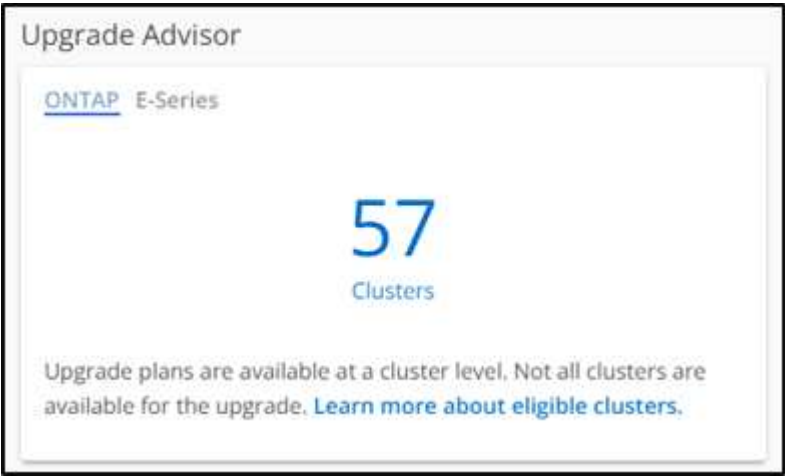 Upgrade Advisor
ONTAP E-Series
57
Clusters
Upgrade plans are available at a cluster level. Not all clusters are
available for the upgrade. Learn more about eligible clusters.